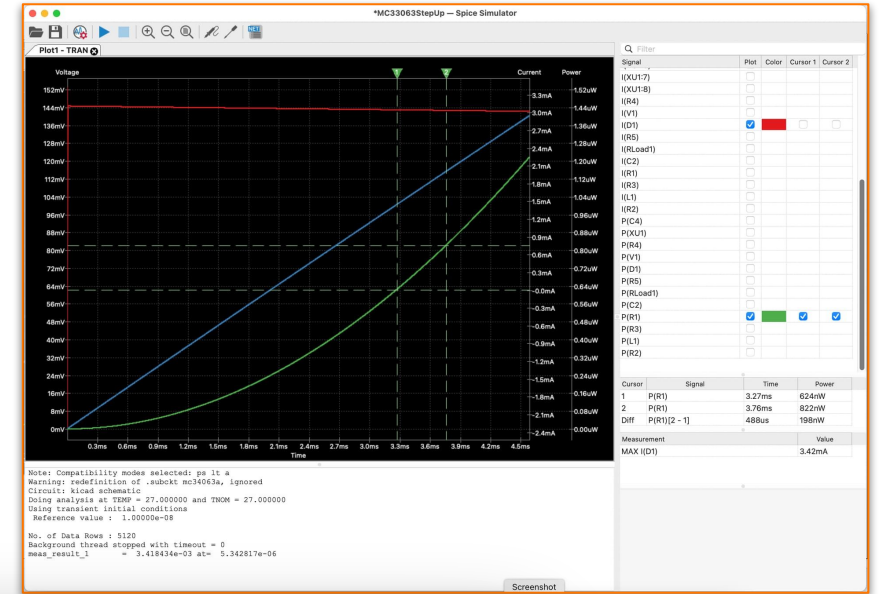 *MC33063StepUp — Spice Simulator
NETI
Plot1 - TRAN
Voltage
1
2
Current
Power
152mV
144mV
136mV
128mV
120mV
112mV
104mV
96mV
88mV
80mV
72mV
64mV
56mV
48mV
40mV
32mV
24mV
16mV
8mV
0mV
3.3mA
3.0mA
2.7mA
2.4mA
2.1mA
1.8mA
1.5mA
1.2mA
0.9mA
0.6mA
0.3mA
-0.0mA
-0.3mA
-0.6mA
-0.9mA
-1.2mA
-1.5mA
-1.8mA
-2.1mA
-2.4mA
1.52uW
1.44uW
1.36uW
1.28uW
1.20uW
1.12uW
1.04uW
0.96uW
0.88uW
0.80uW
0.72uW
0.64uW
0.56uW
0.48uW
0.40uW
0.32uW
0.24uW
0.16uW
0.08uW
0.00uW
0.3ms 0.6ms 0.9ms 1.2ms 1.5ms 1.8ms 2.1ms 2.4ms 2.7ms 3.0ms 3.3ms 3.6ms 3.9ms 4.2ms 4.5ms
Time
Note: Compatibility modes selected: ps lt a
Warning: redefinition of .subckt mc34063a, ignored
Circuit: kicad schematic
Doing analysis at TEMP = 27.000000 and TNOM = 27.000000
Using transient initial conditions
Reference value : 1.00000e-08
No. of Data Rows : 5120
Background thread stopped with timeout = 0
meas_result_1 = 3.418434e-03 at= 5.342817e-06
Filter
Signal Plot Color Cursor 1 Cursor 2
I(XU1:7)
I(XU1:8)
I(R4)
I(V1)
I(D1)
I(R5)
I(RLoad1)
I(C2)
I(R1)
I(R3)
I(L1)
I(R2)
P(C4)
P(XU1)
P(R4)
P(V1)
P(D1)
P(R5)
P(RLoad1)
P(C2)
P(R1)
P(R3)
P(L1)
P(R2)
Cursor Signal Time Power
1 P(R1) 3.27ms 624nW
2 P(R1) 3.76ms 822nW
Diff P(R1)[2 - 1] 488us 198nW
Measurement Value
MAX I(D1) 3.42mA
Screenshot